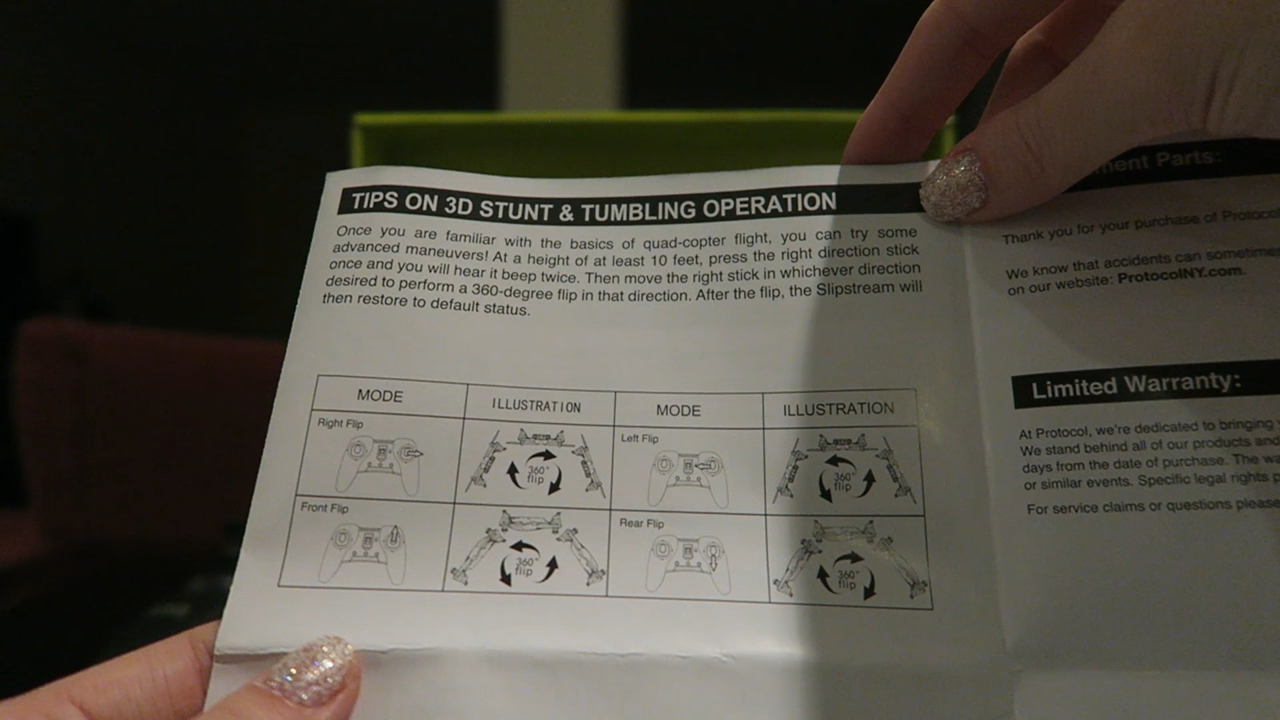 TIPS ON 3D STUNT & TUMBLING OPERATION
Once you are familiar with the basics of quad-copter flight, you can try some
advanced maneuvers! At a height of at least 10 feet, press the right direction stick
once and you will hear it beep twice. Then move the right stick in whichever direction
desired to perform a 360-degree flip in that direction. After the flip, the Slipstream will
then restore to default status.
MODE
ILLUSTRATION
MODE
ILLUSTRATION
Right Flip
360°
flip
Left Flip
360°
flip
Front Flip
360°
flip
Rear Flip
360°
flip
Parts:
Thank you for your purchase of
We know that accidents can
on our website: ProtocolNY.com.
Limited Warranty:
At Protocol, we're dedicated to bringing
We stand behind all of our products and
days from the date of purchase. The
or similar events. Specific legal rights
For service claims or questions please